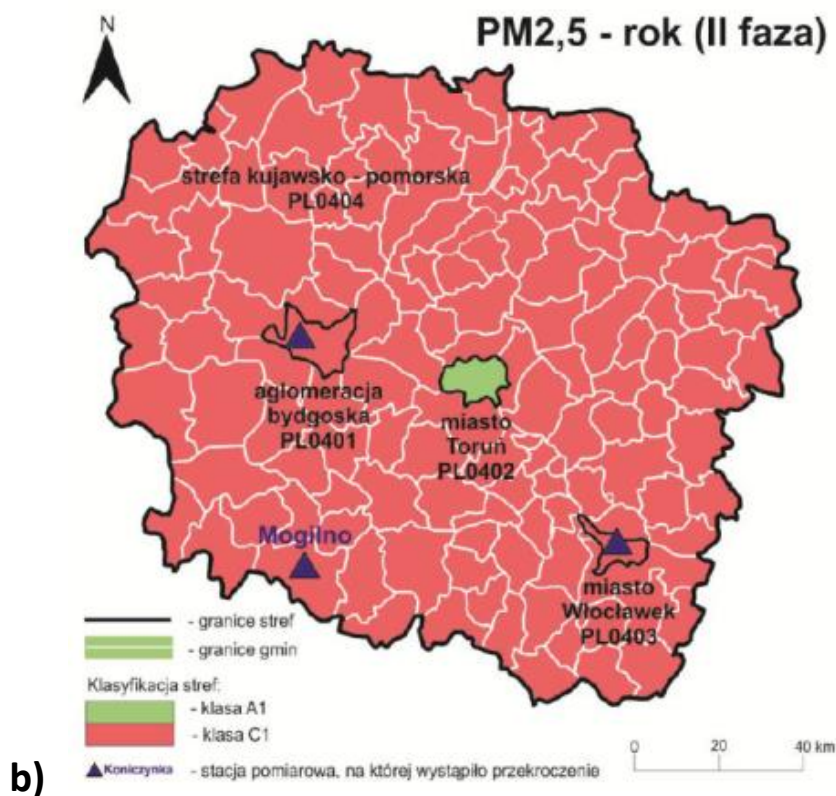 N
PM2,5 - rok (II faza)
strefa kujawsko - pomorska
PL0404
aglomeracja
bydgoska
PL0401
miasto
Toruń
PL0402
Mogilno
miasto
Włocławek
PL0403
- granice stref
- granice gmin
Klasyfikacja stref:
- klasa A1
- klasa C1
Koniczynka - stacja pomiarowa, na której wystąpiło przekroczenie
0 20 40 km
b)